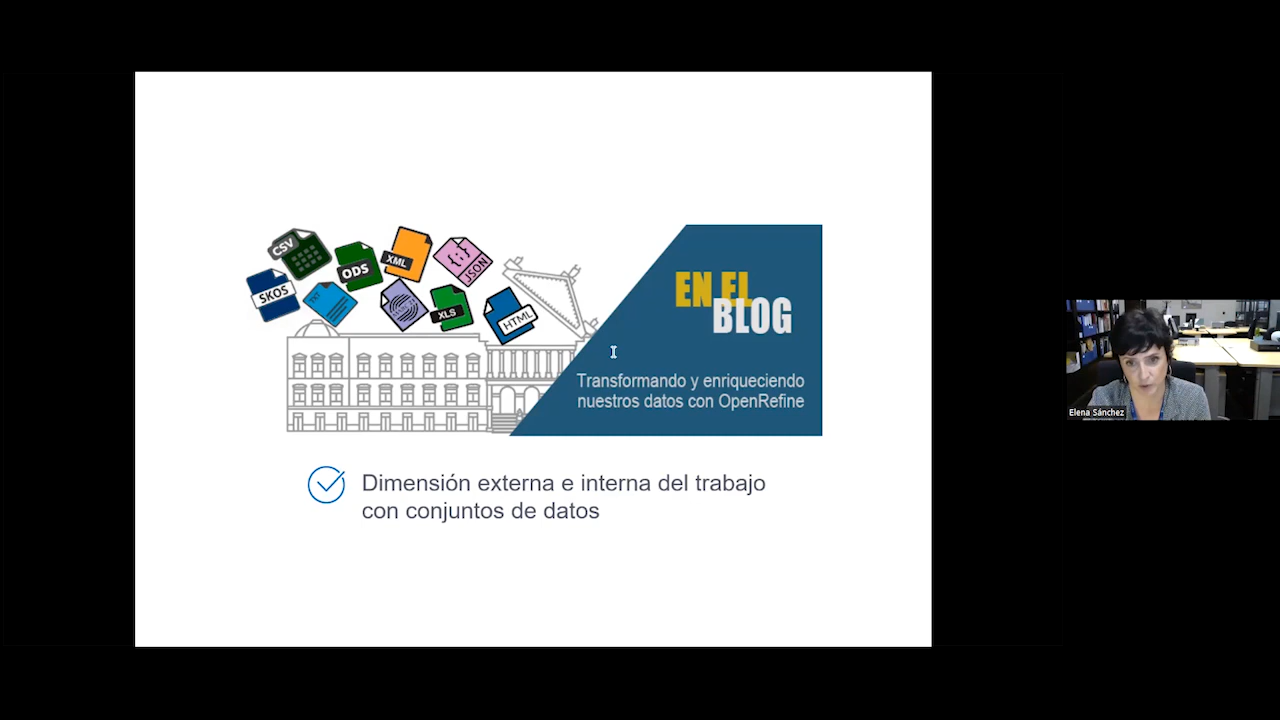 CSV
ODS
XML
{;}
JSON
SKOS
TXT
XLS
HTML
EN EL
BLOG
Transformando y enriqueciendo
nuestros datos con OpenRefine
Dimensión externa e interna del trabajo
con conjuntos de datos
Elena Sánchez